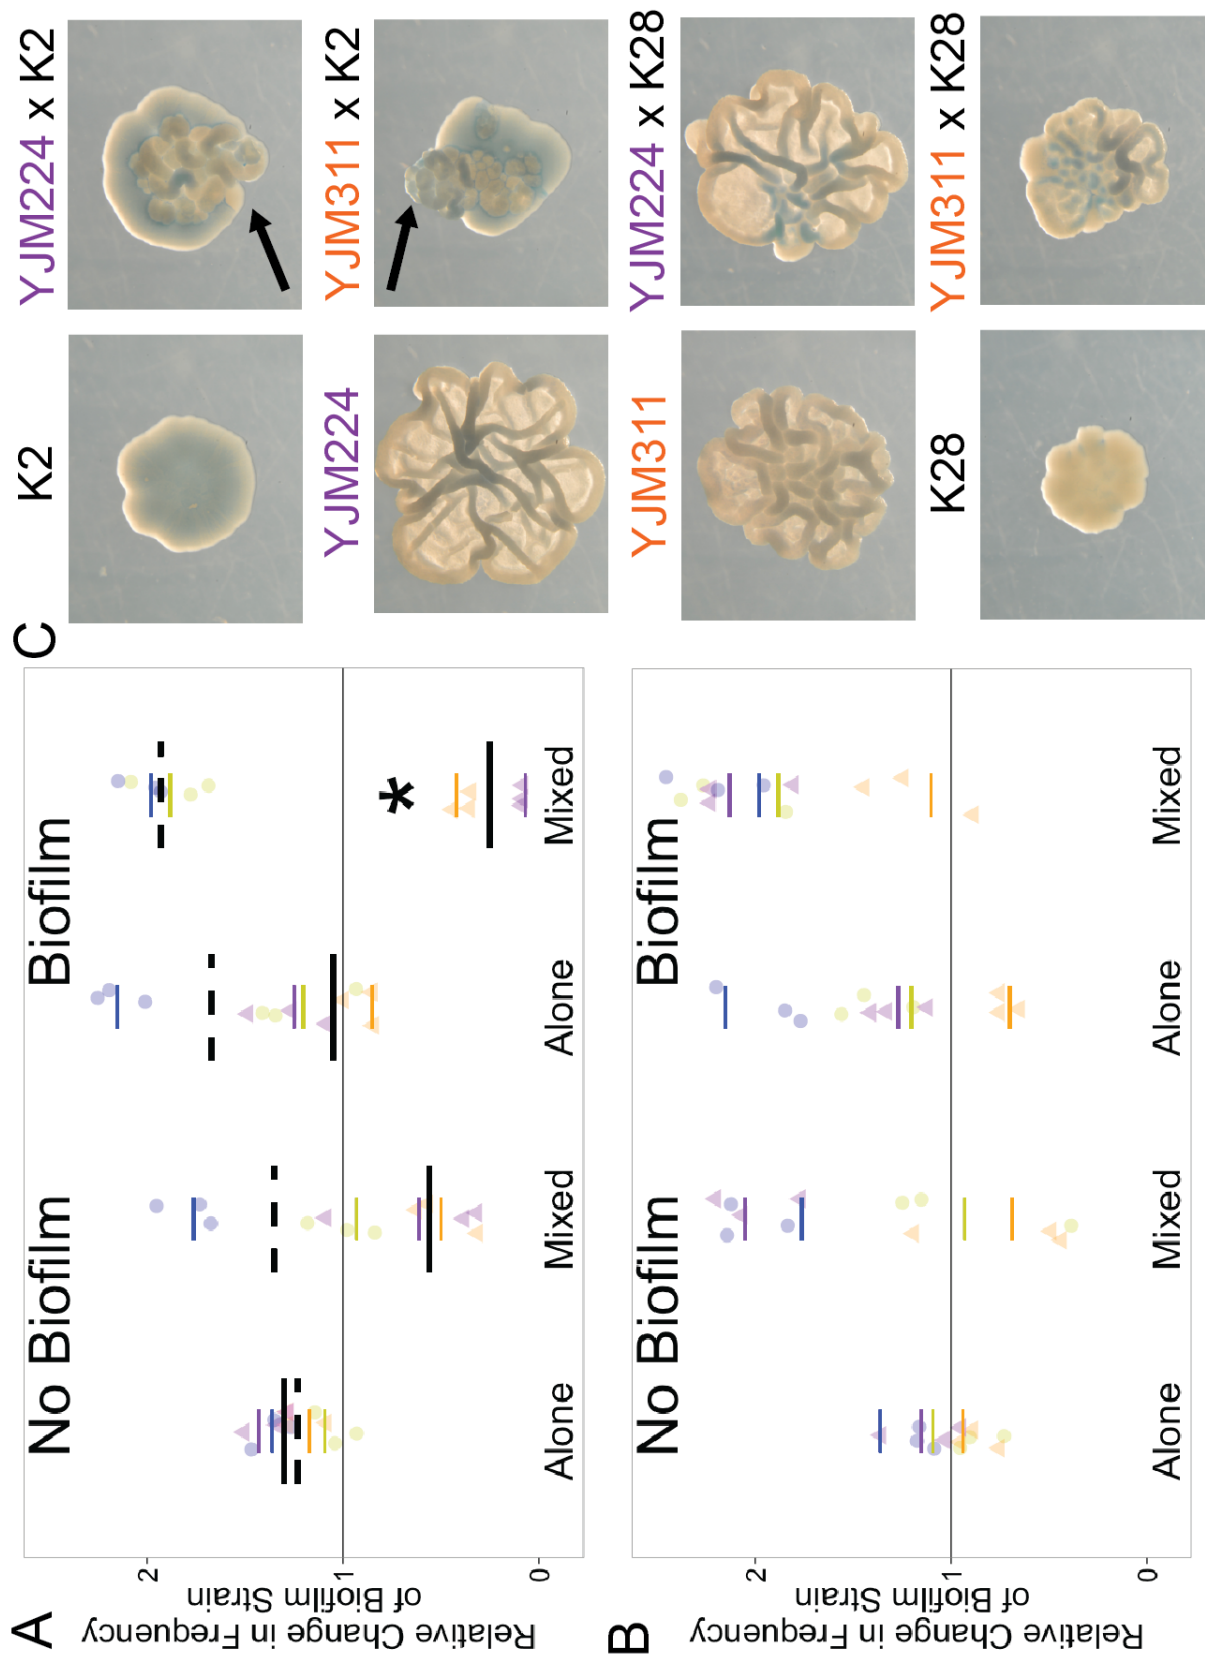 A
No Biofilm
Biofilm
Relative Change in Frequency
of Biofilm Strain
2
1
0
*
Alone
Mixed
Alone
Mixed
B
No Biofilm
Biofilm
Relative Change in Frequency
of Biofilm Strain
2
1
0
Alone
Mixed
Alone
Mixed
C
K2
YJM224 x K2
YJM224
YJM311 x K2
YJM311
YJM224 x K28
K28
YJM311 x K28